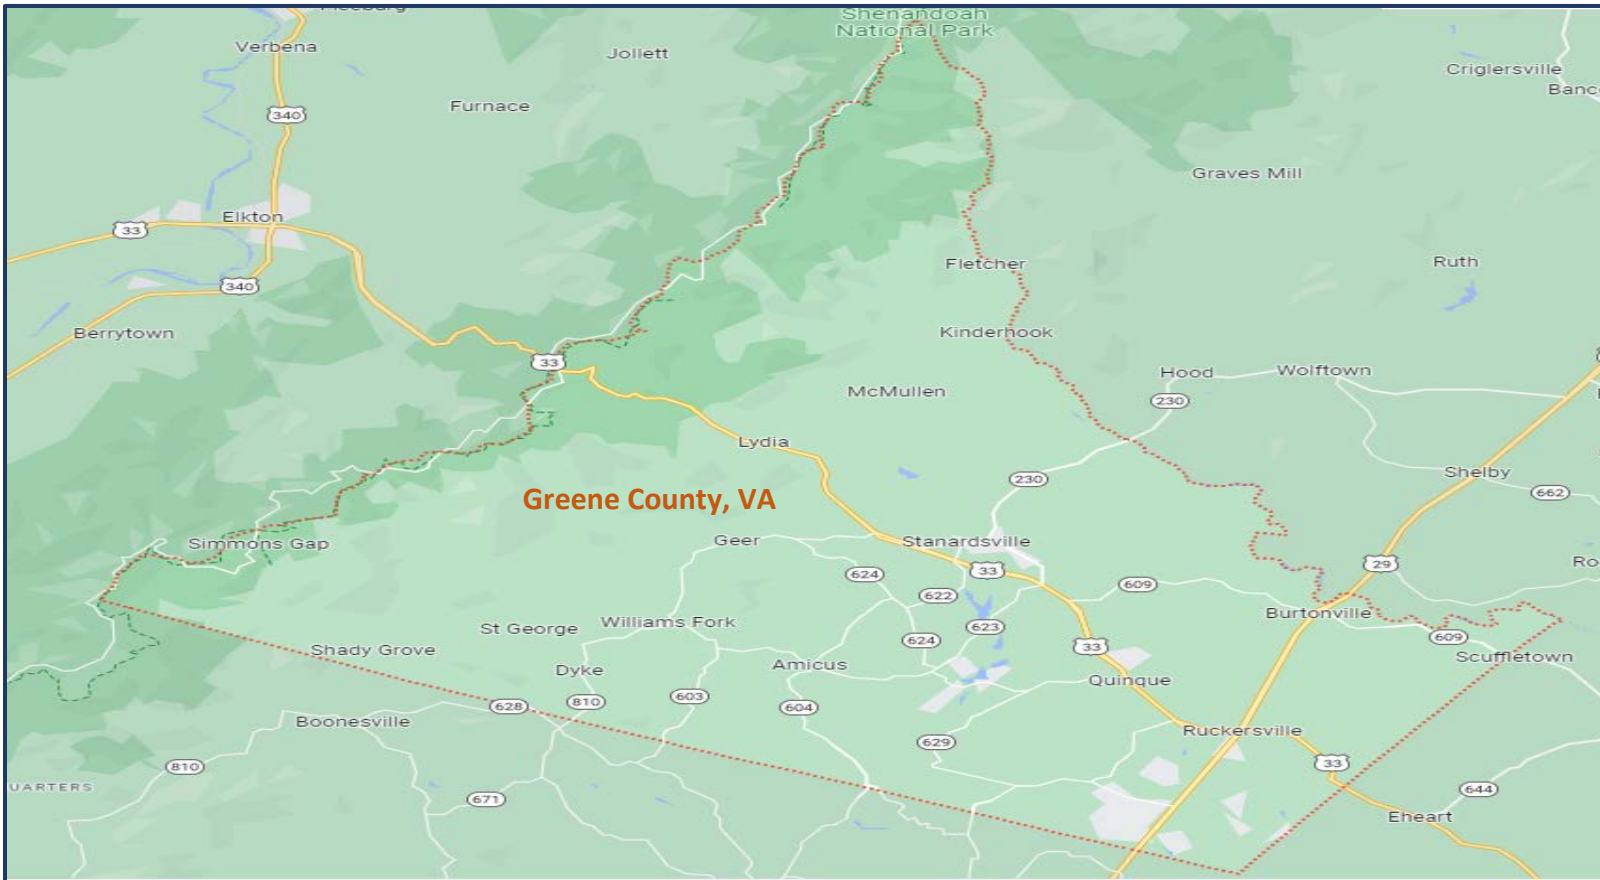 Shenandoah
National Park
Verbena
Jollett
Criglersville
Furnace
340
Graves Mill
Elkton
33
Fletcher
Ruth
340
Berrytown
Kinderhook
33
Hood
Wolftown
McMullen
230
Lydia
Shelby
230
662
Greene County, VA
Simmons Gap
Geer
Stanardsville
29
33
624
609
622
Burtonville
St George
Williams Fork
623
609
624
Shady Grove
33
Scuffletown
Dyke
Amicus
Quinque
603
810
628
604
Boonesville
Ruckersville
629
810
33
UARTERS
644
671
Eheart